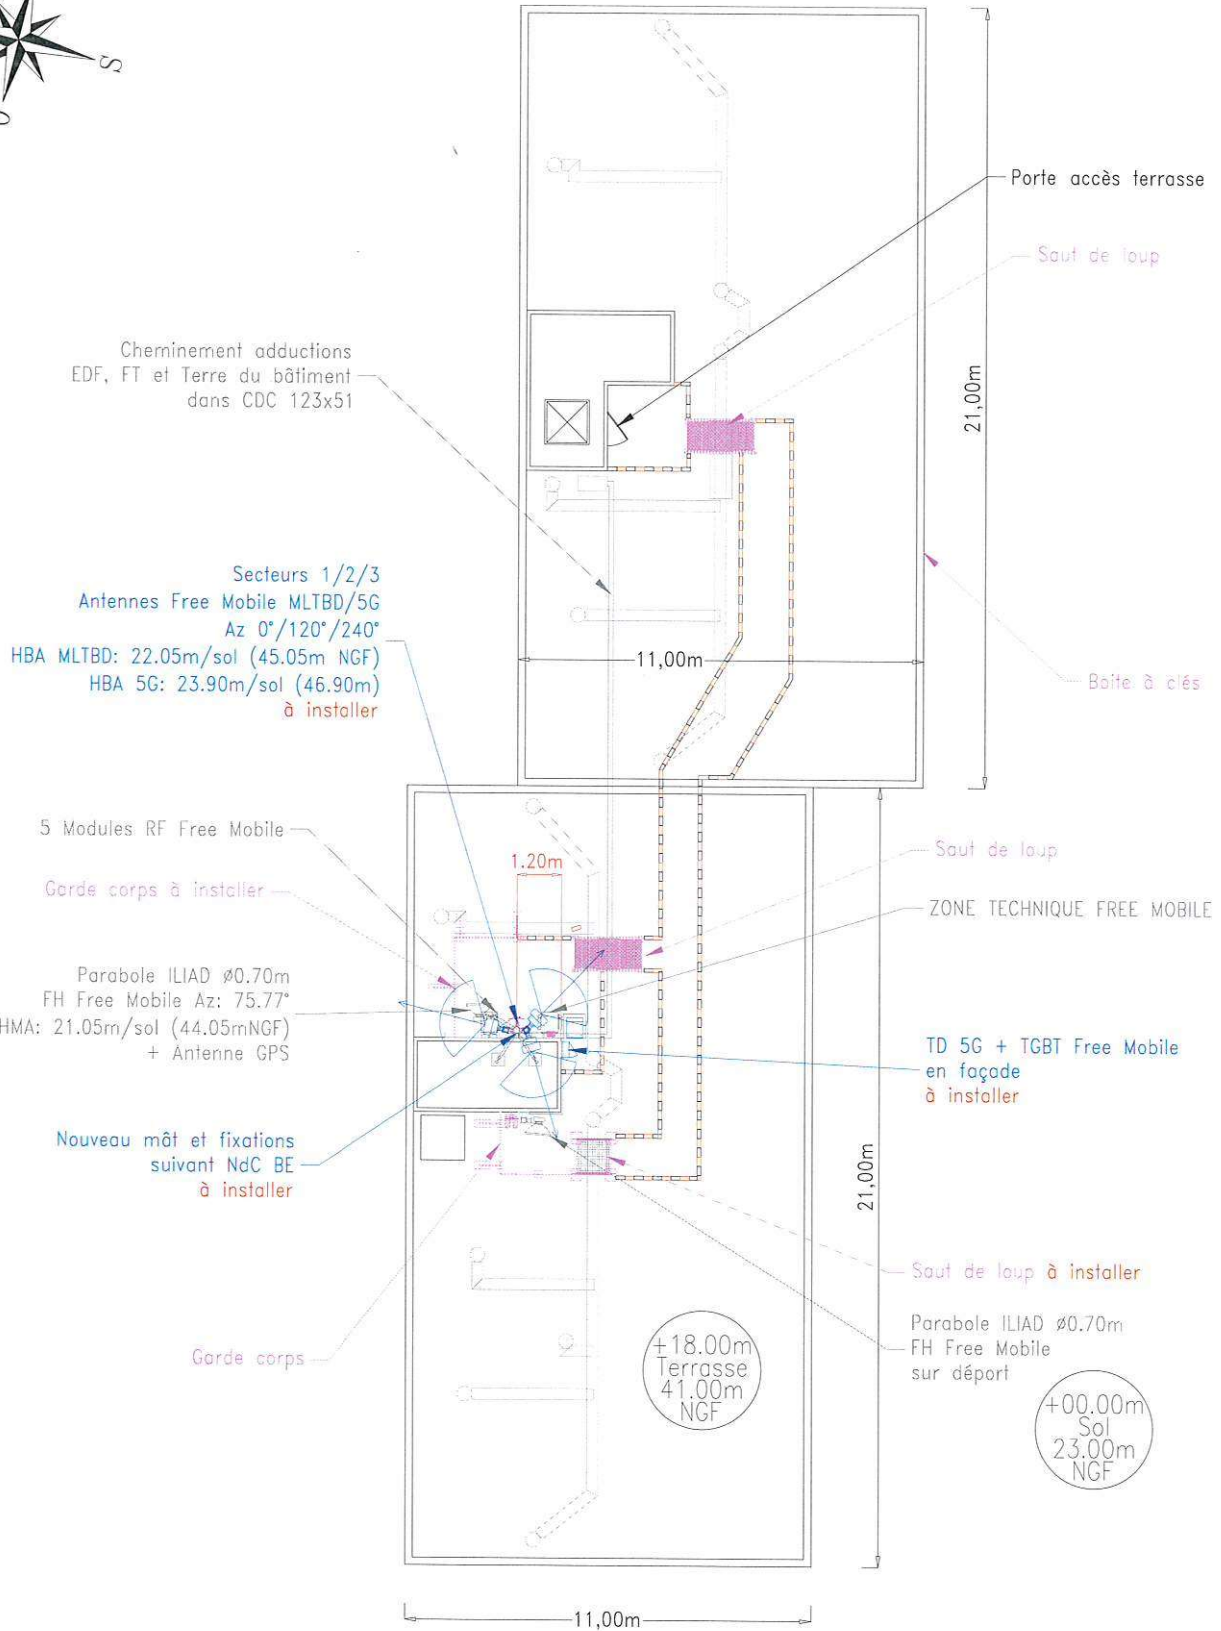 S
O
Porte accès terrasse
Saut de loup
Cheminement adductions
EDF, FT et Terre du bâtiment
dans CDC 123x51
21,00m
Secteurs 1/2/3
Antennes Free Mobile MLTBD/5G
Az 0°/120°/240°
HBA MLTBD: 22.05m/sol (45.05m NGF)
HBA 5G: 23.90m/sol (46.90m)
à installer
11,00m
Boite à clés
5 Modules RF Free Mobile
1.20m
Saut de loup
Garde corps à installer
ZONE TECHNIQUE FREE MOBILE
Parabole ILIAD ø0.70m
FH Free Mobile Az: 75.77°
HMA: 21.05m/sol (44.05mNGF)
+ Antenne GPS
TD 5G + TGBT Free Mobile
en façade
à installer
Nouveau mât et fixations
suivant NdC BE
à installer
21,00m
Saut de loup à installer
Parabole ILIAD ø0.70m
FH Free Mobile
sur déport
Garde corps
+18.00m
Terrasse
41.00m
NGF
+00.00m
Sol
23.00m
NGF
11,00m